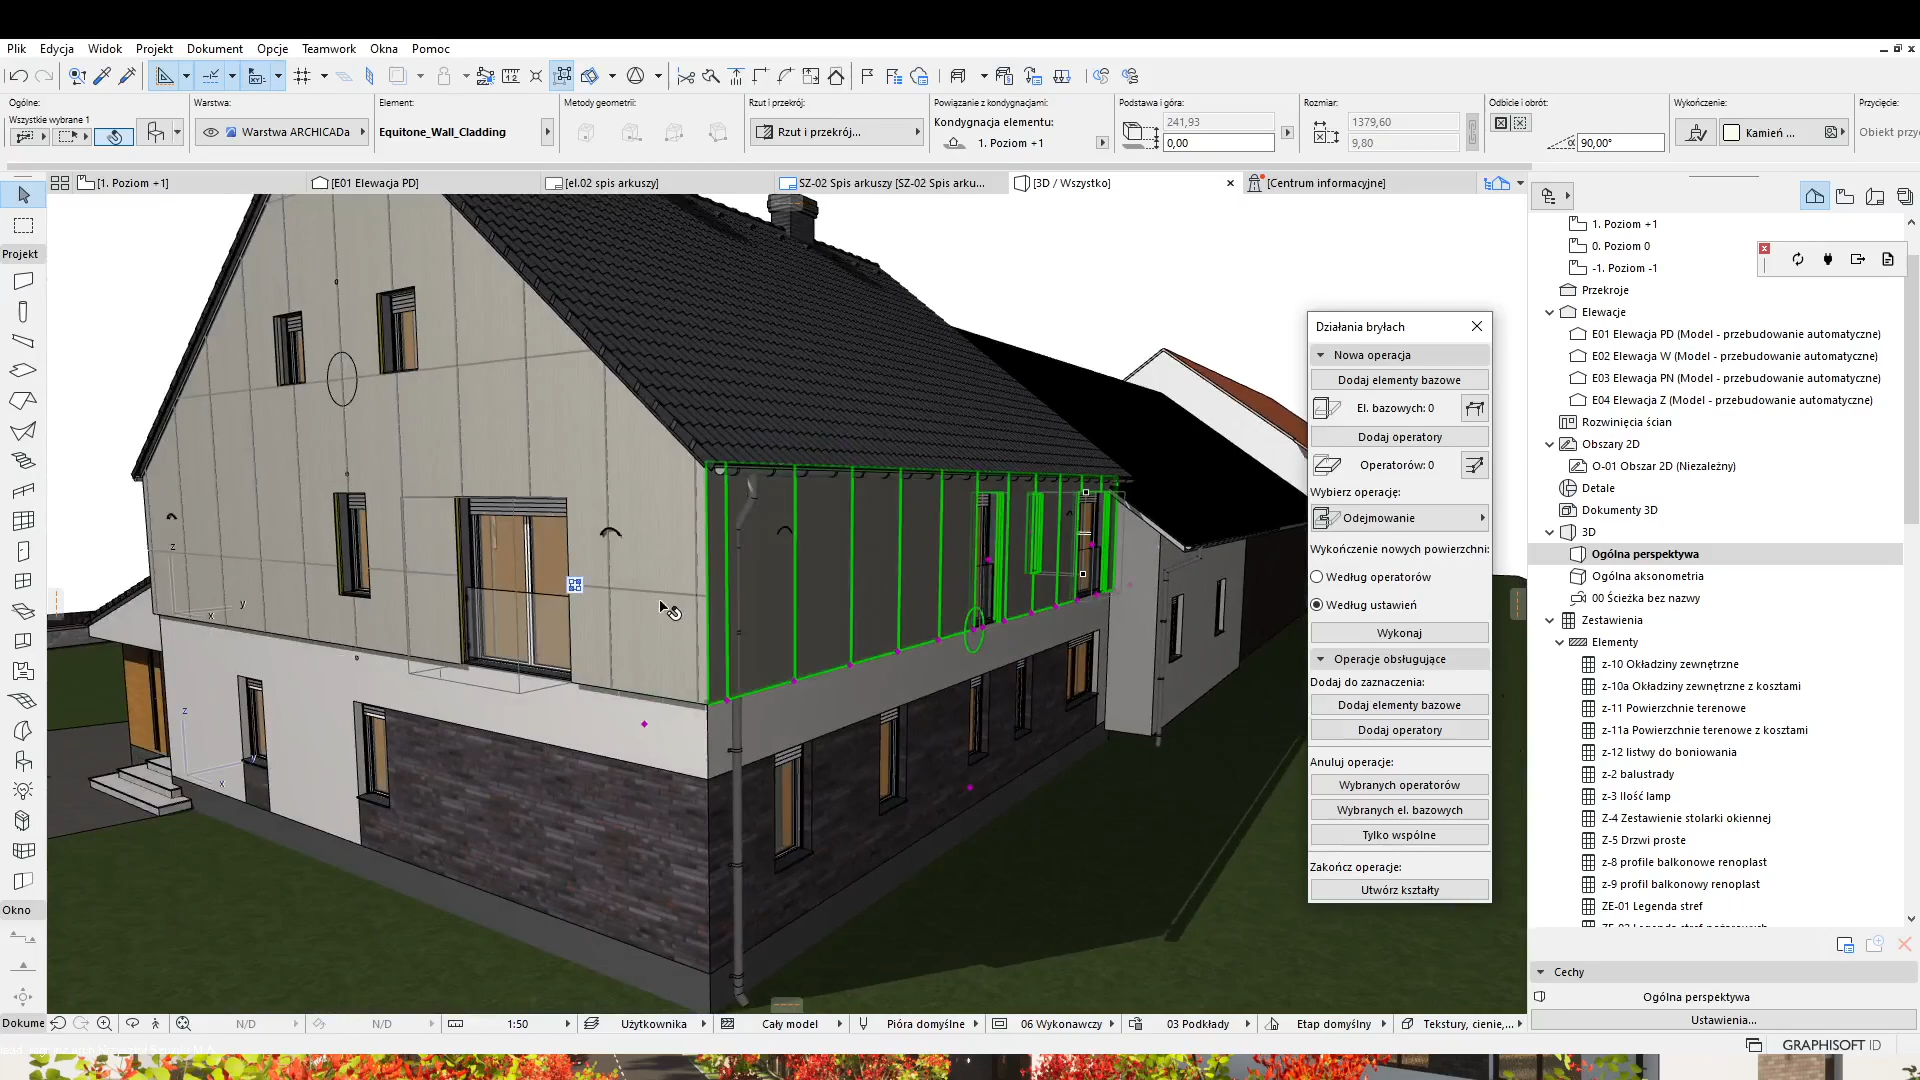 Plik Edycja Widok Projekt Dokument Opcje Teamwork Okna Pomoc
Ogólne:
Wszystkie wybrane 1
Warstwa:
Warstwa ARCHICADa
Element:
Equitone_Wall_Cladding
Metody geometrii:
Rzut i przekrój:
Rzut i przekrój...
Powiązanie z kondygnacjami:
Kondygnacja elementu:
1. Poziom +1
Podstawa i góra:
241,93
0,00
Rozmiar:
1379,60
9,80
Odbicie i obrót:
90,00°
Wykończenie:
Kamień ...
Przycięcie:
Obiekt przyc
[1. Poziom +1]
[E01 Elewacja PD]
[el.02 spis arkuszy]
SZ-02 Spis arkuszy [SZ-02 Spis arku...
[3D / Wszystko]
[Centrum informacyjne]
Projekt
Okno
Dokume
z
y
x
z
y
x
Działania bryłach
Nowa operacja
Dodaj elementy bazowe
El. bazowych: 0
Dodaj operatory
Operatorów: 0
Wybierz operację:
Odejmowanie
Wykończenie nowych powierzchni:
Według operatorów
Według ustawień
Wykonaj
Operacje obsługujące
Dodaj do zaznaczenia:
Dodaj elementy bazowe
Dodaj operatory
Anuluj operacje:
Wybranych operatorów
Wybranych el. bazowych
Tylko wspólne
Zakończ operacje:
Utwórz kształty
1. Poziom +1
0. Poziom 0
-1. Poziom -1
Przekroje
Elewacje
E01 Elewacja PD (Model - przebudowanie automatyczne)
E02 Elewacja W (Model - przebudowanie automatyczne)
E03 Elewacja PN (Model - przebudowanie automatyczne)
E04 Elewacja Z (Model - przebudowanie automatyczne)
Rozwinięcia ścian
Obszary 2D
O-01 Obszar 2D (Niezależny)
Detale
Dokumenty 3D
3D
Ogólna perspektywa
Ogólna aksonometria
00 Ścieżka bez nazwy
Zestawienia
Elementy
z-10 Okładziny zewnętrzne
z-10a Okładziny zewnętrzne z kosztami
z-11 Powierzchnie terenowe
z-11a Powierzchnie terenowe z kosztami
z-12 listwy do boniowania
z-2 balustrady
z-3 Ilość lamp
Z-4 Zestawienie stolarki okiennej
Z-5 Drzwi proste
z-8 profile balkonowe renoplast
z-9 profil balkonowy renoplast
ZE-01 Legenda stref
Cechy
Ogólna perspektywa
Ustawienia...
N/D
N/D
1:50
Użytkownika
Cały model
Pióra domyślne
06 Wykonawczy
03 Podkłady
Etap domyślny
Tekstury, cienie,...
GRAPHISOFT ID